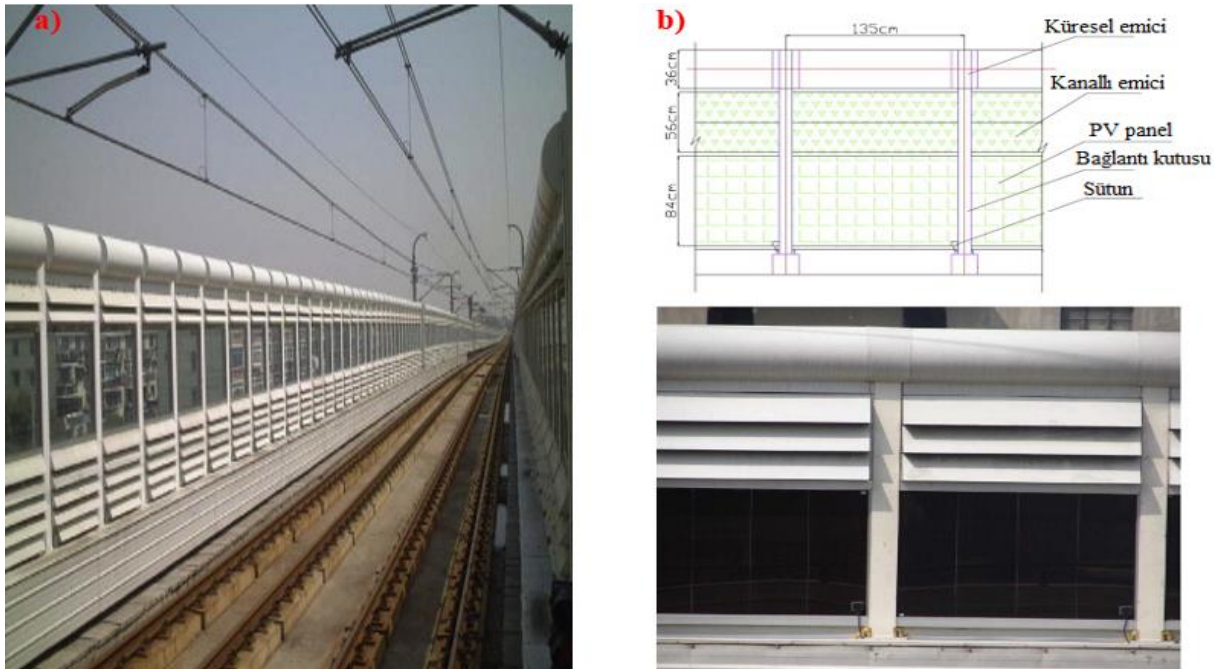 a)
b)
135cm
Küresel emici
36cm
Kanallı emici
56cm
PV panel
Bağlantı kutusu
84cm
Sütun